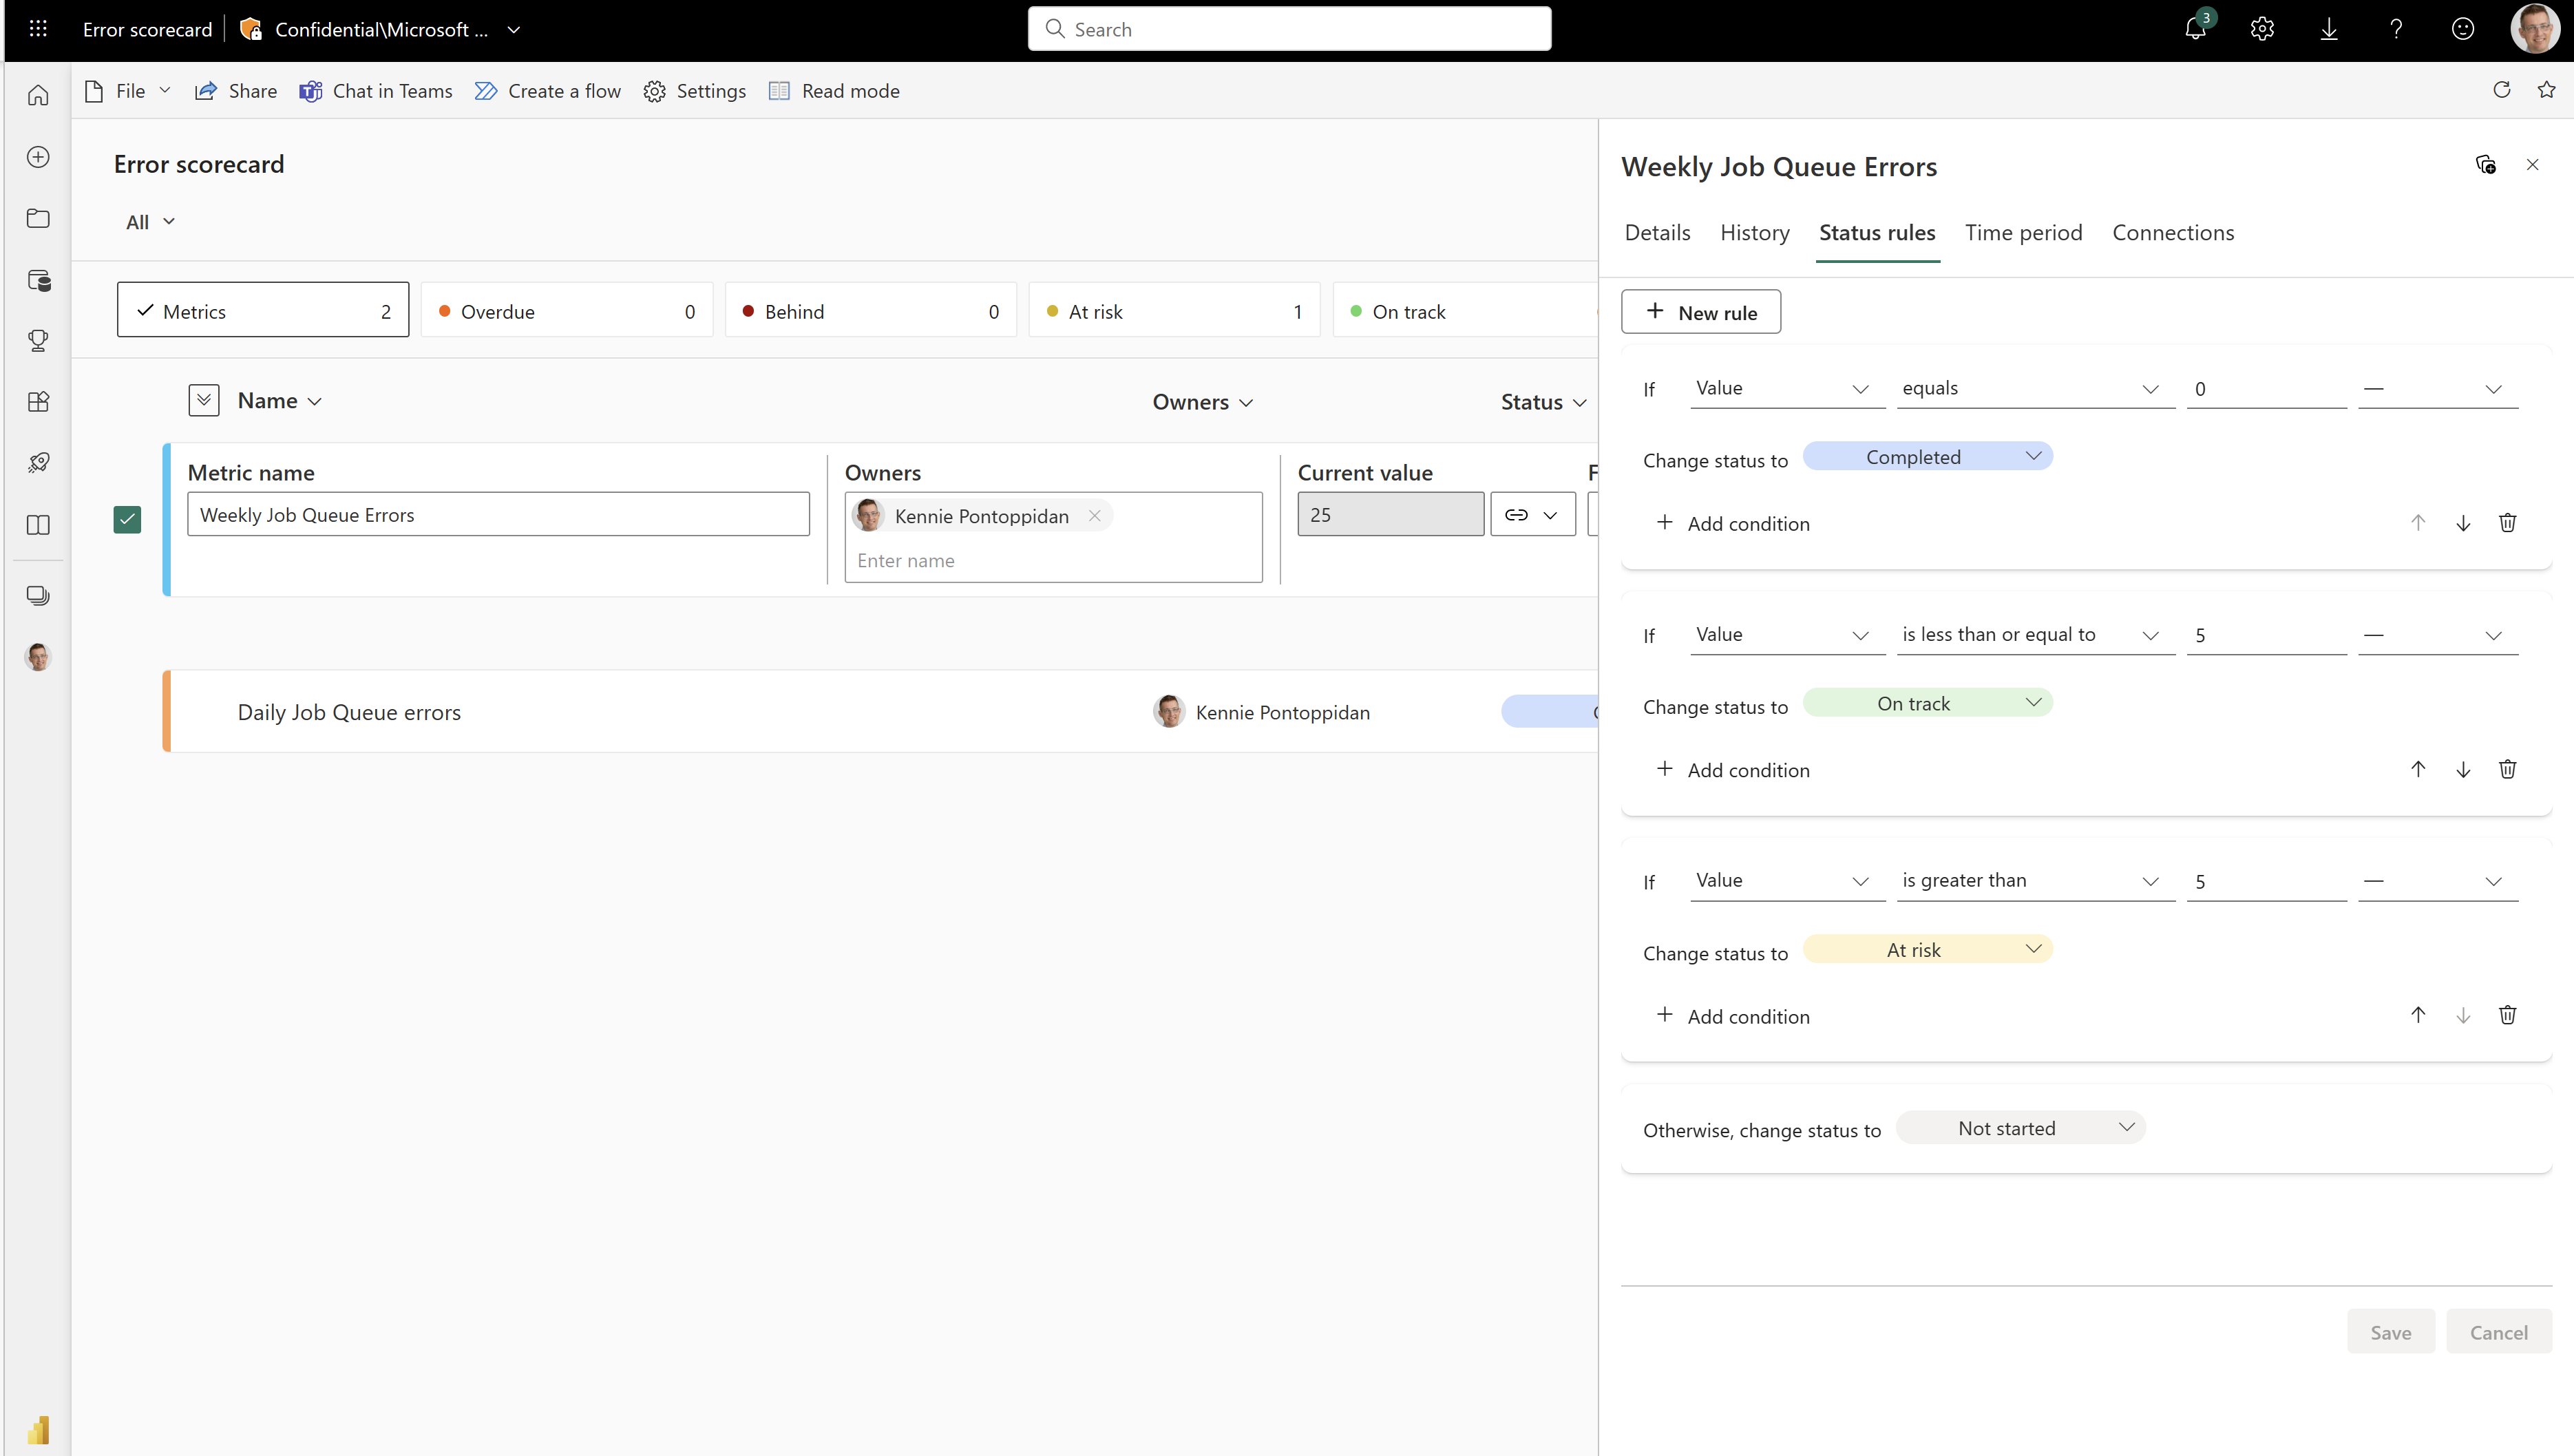 Error scorecard
Confidential\Microsoft ...
Search
3
File
Share
Chat in Teams
Create a flow
Settings
Read mode
Error scorecard
All
Metrics 2
Overdue 0
Behind 0
At risk 1
On track
Name
Owners
Status
Metric name
Weekly Job Queue Errors
Owners
Kennie Pontoppidan
Enter name
Current value
25
Daily Job Queue errors
Kennie Pontoppidan
Weekly Job Queue Errors
Details
History
Status rules
Time period
Connections
New rule
If Value equals 0 —
Change status to Completed
Add condition
If Value is less than or equal to 5 —
Change status to On track
Add condition
If Value is greater than 5 —
Change status to At risk
Add condition
Otherwise, change status to Not started
Save
Cancel